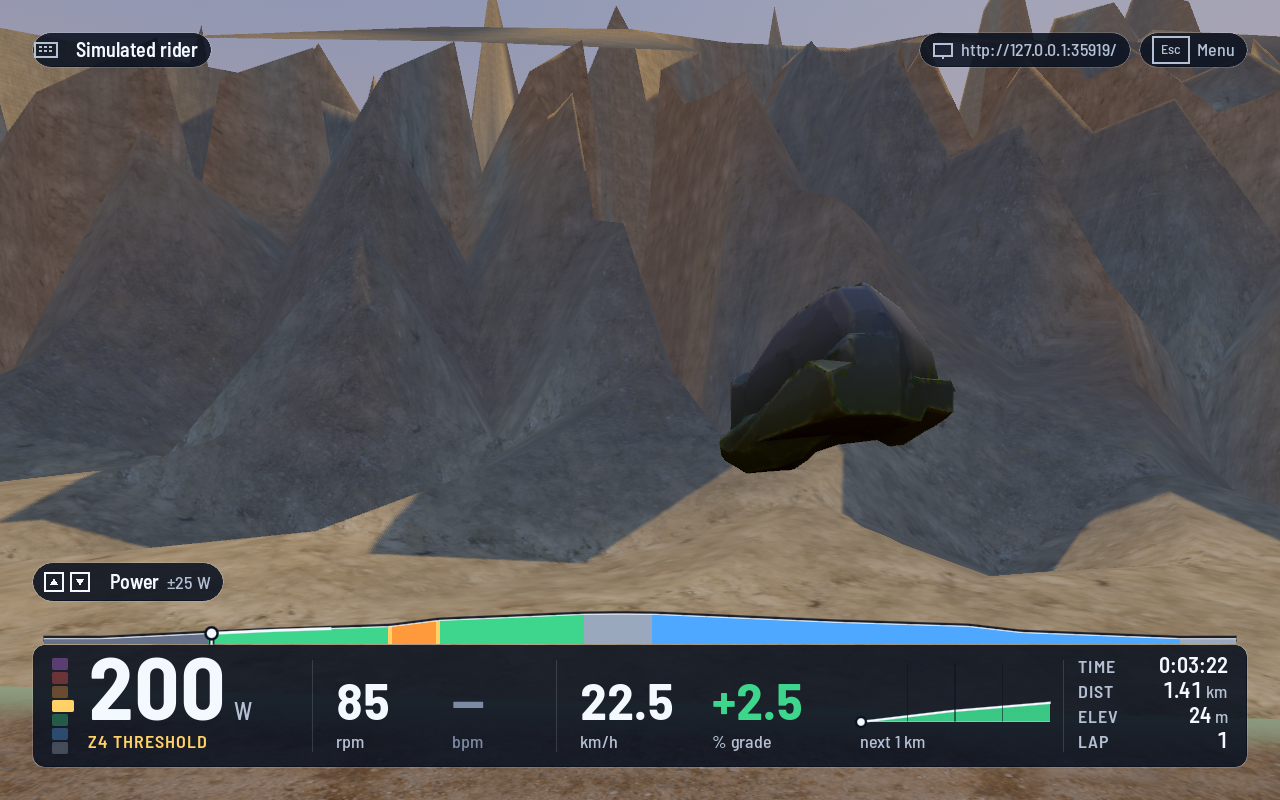 Simulated rider
http://127.0.0.1:35919/
Esc Menu
Power ±25 W
200 W
Z4 THRESHOLD
85
rpm
—
bpm
22.5
km/h
+2.5
% grade
next 1 km
TIME 0:03:22
DIST 1.41 km
ELEV 24 m
LAP 1